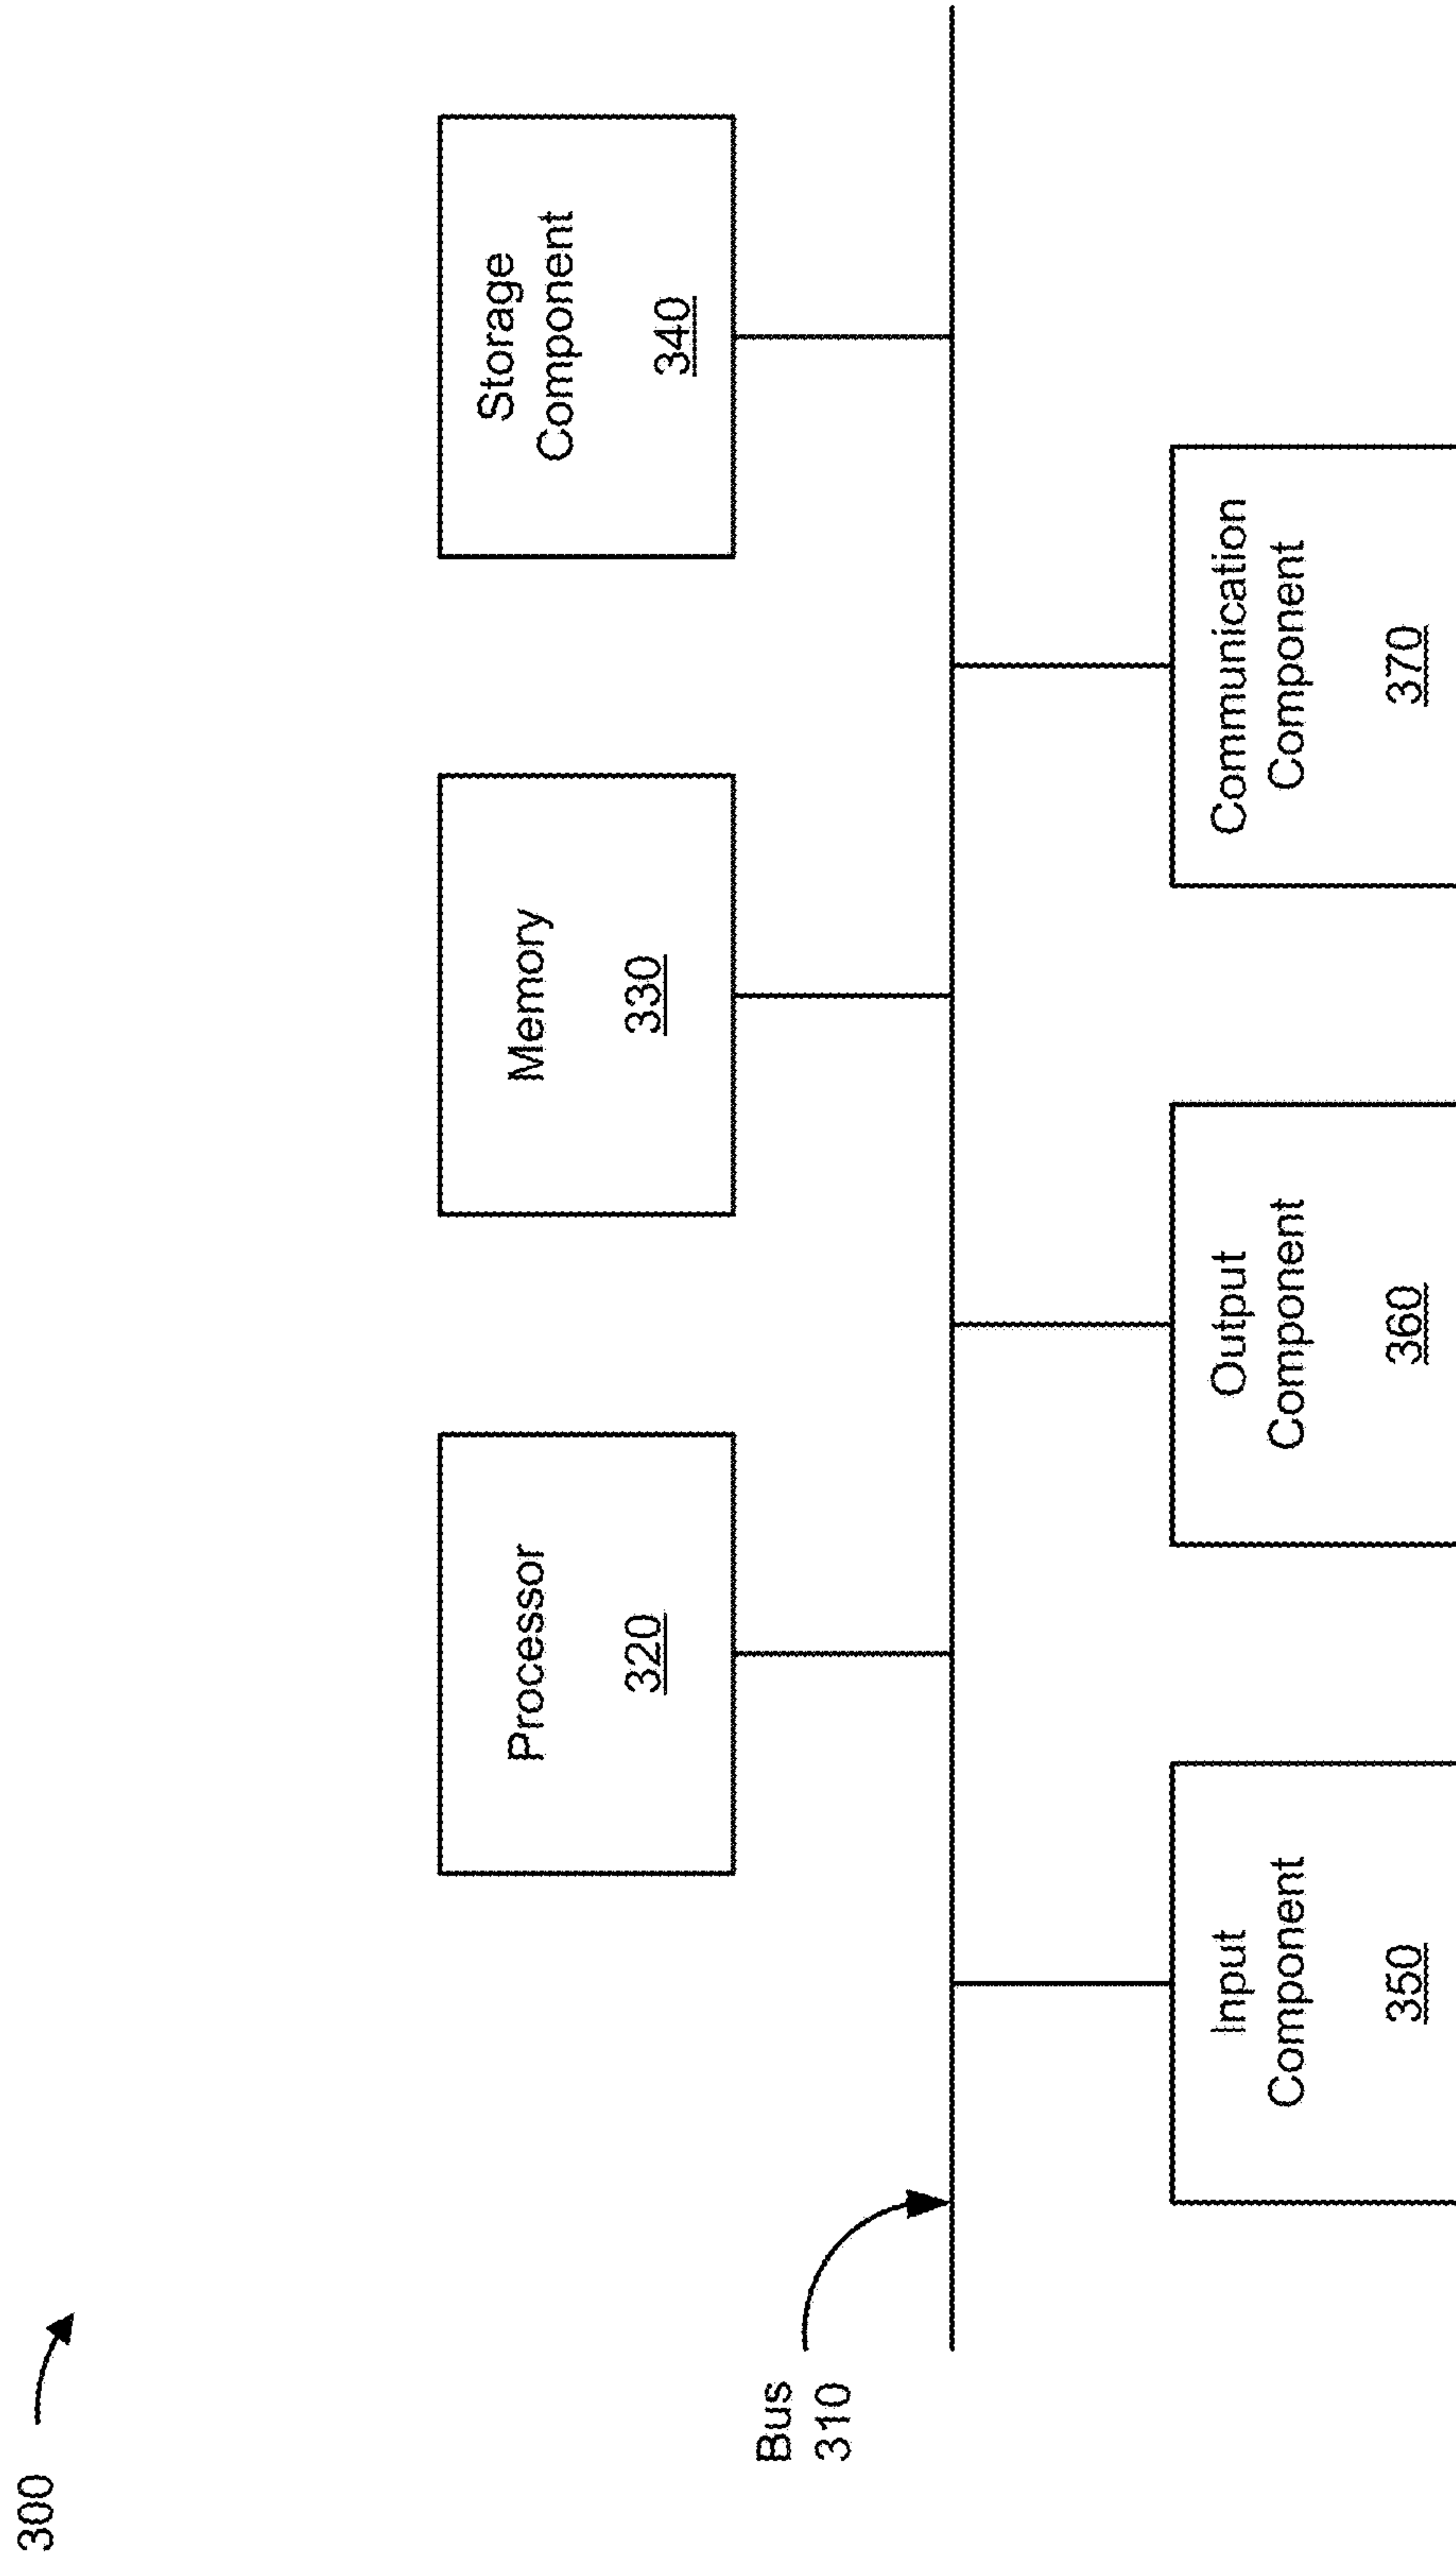 300
Processor
320
Memory
330
Storage
Component
340
Bus
310
Input
Component
350
Output
Component
360
Communication
Component
370